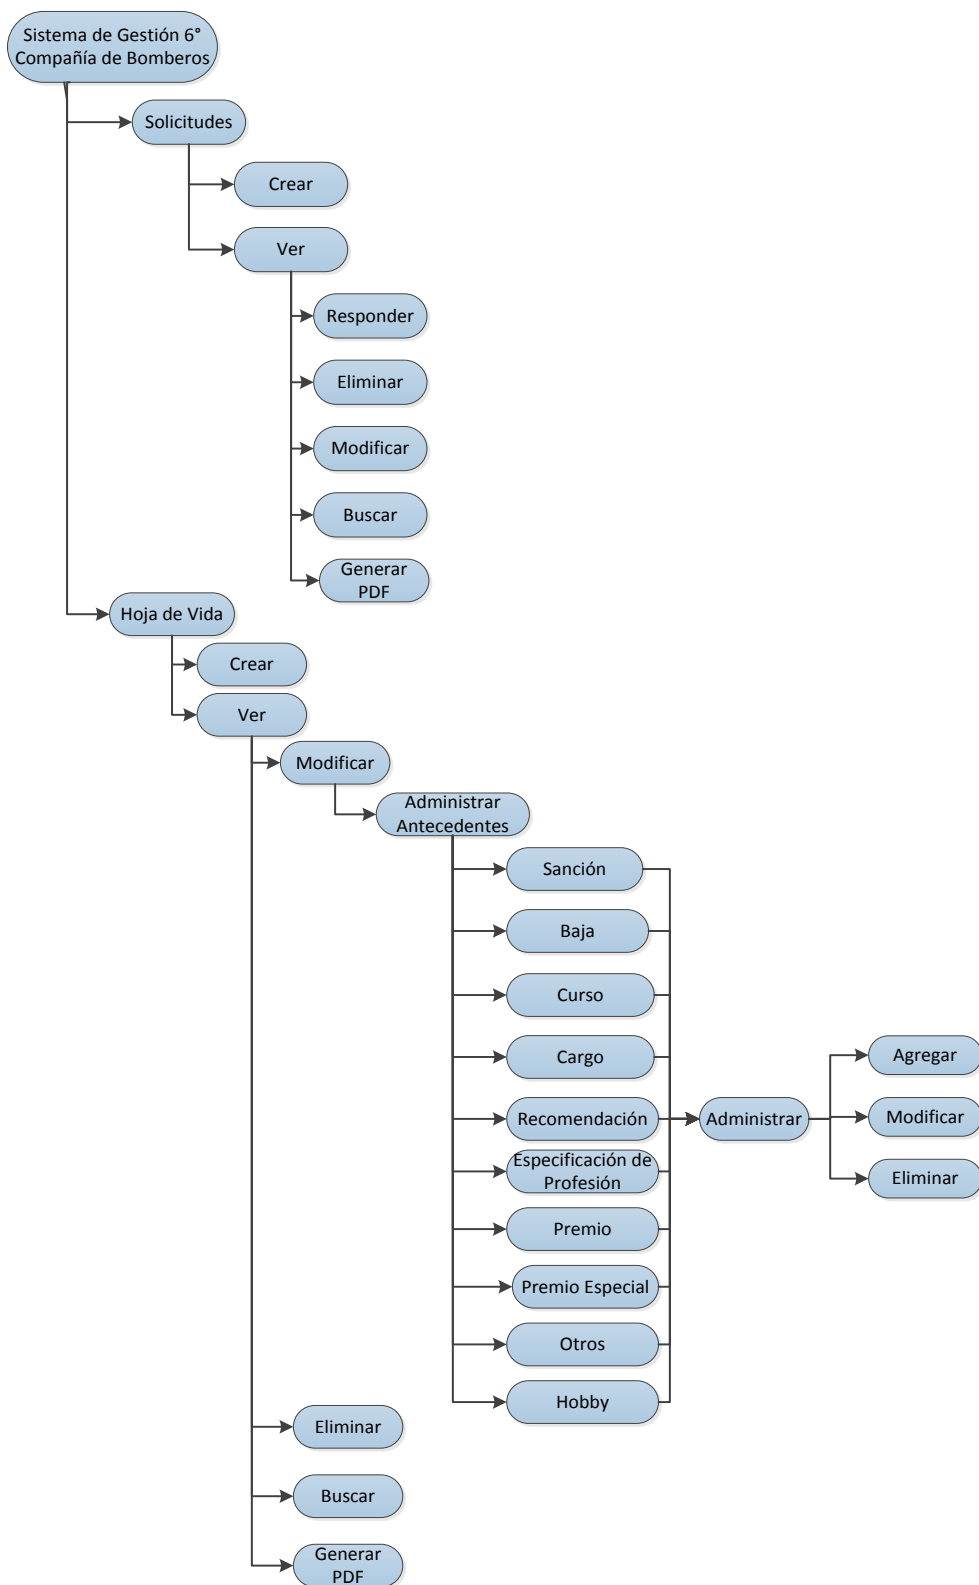 Sistema de Gestión 6°
Compañía de Bomberos
Solicitudes
Crear
Ver
Responder
Eliminar
Modificar
Buscar
Generar
PDF
Hoja de Vida
Crear
Ver
Modificar
Administrar
Antecedentes
Sanción
Baja
Curso
Cargo
Recomendación
Especificación de
Profesión
Premio
Premio Especial
Otros
Hobby
Administrar
Agregar
Modificar
Eliminar
Eliminar
Buscar
Generar
PDF